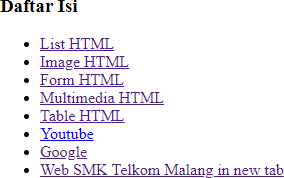 Daftar Isi
List HTML
Image HTML
Form HTML
Multimedia HTML
Table HTML
Youtube
Google
Web SMK Telkom Malang in new tab